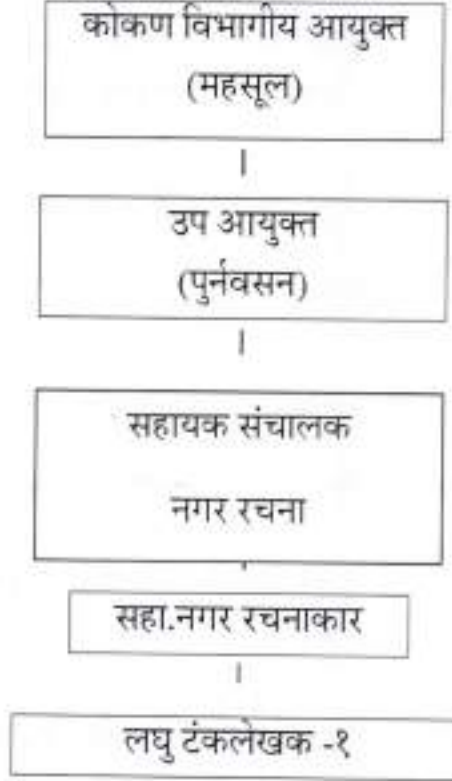 कोकण विभागीय आयुक्त
(महसूल)
उप आयुक्त
(पुर्नवसन)
सहायक संचालक
नगर रचना
सहा.नगर रचनाकार
लघु टंकलेखक -१